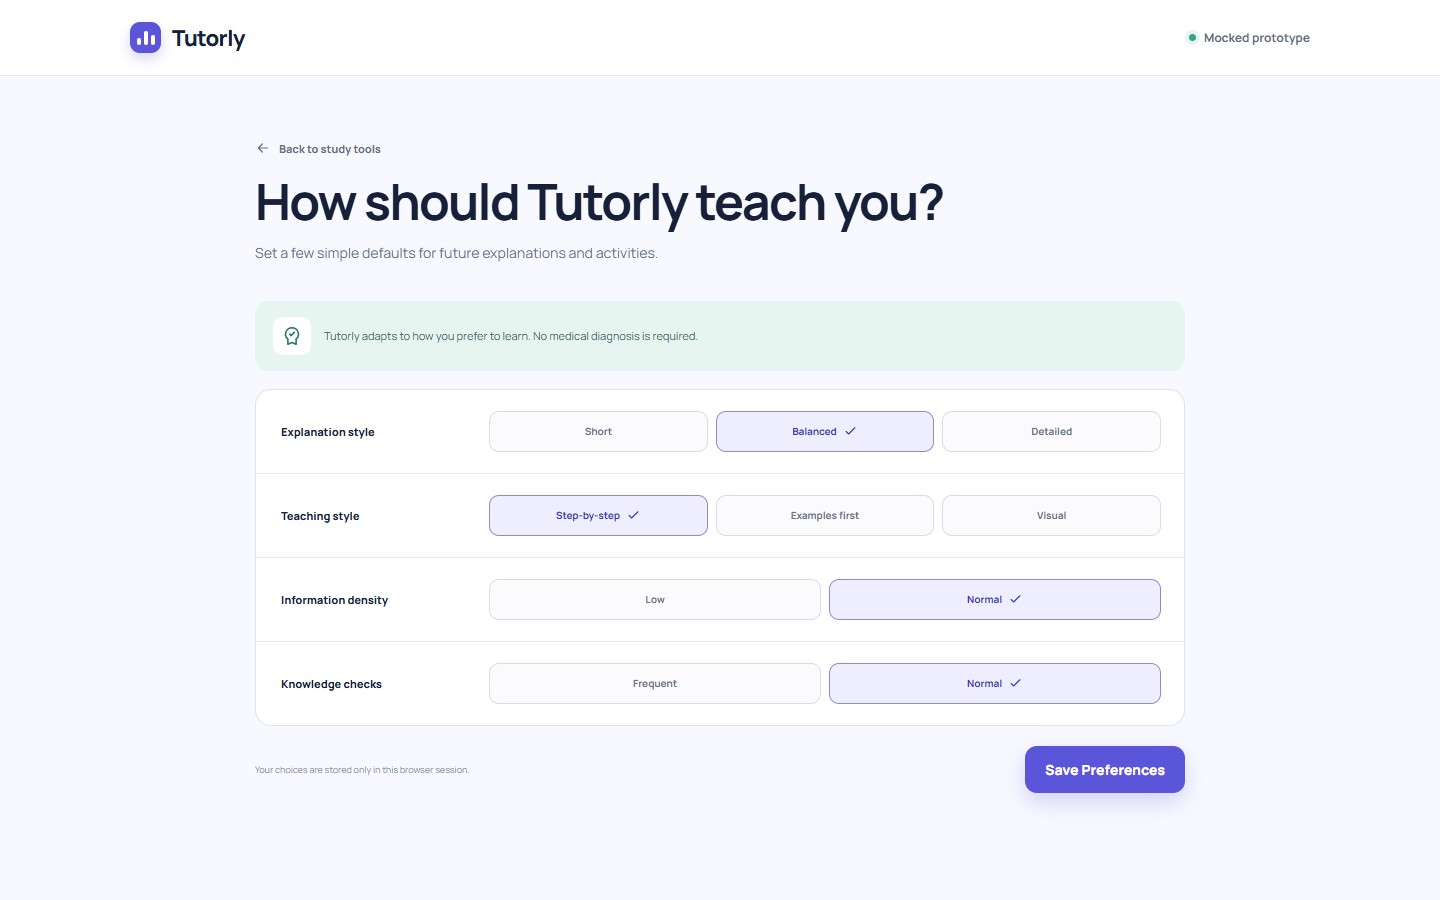 Tutorly
Mocked prototype
Back to study tools
How should Tutorly teach you?
Set a few simple defaults for future explanations and activities.
Tutorly adapts to how you prefer to learn. No medical diagnosis is required.
Explanation style
Short
Balanced
Detailed
Teaching style
Step-by-step
Examples first
Visual
Information density
Low
Normal
Knowledge checks
Frequent
Normal
Your choices are stored only in this browser session.
Save Preferences